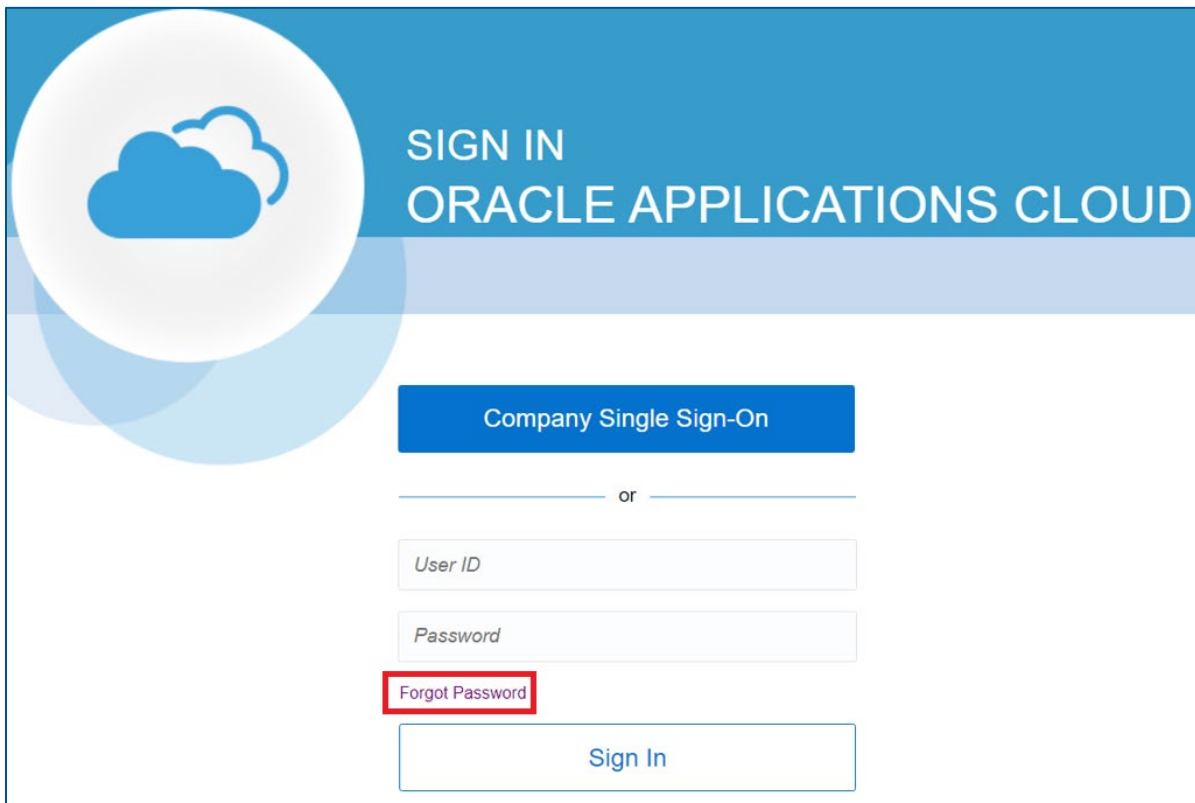 SIGN IN
ORACLE APPLICATIONS CLOUD
Company Single Sign-On
or
User ID
Password
Forgot Password
Sign In